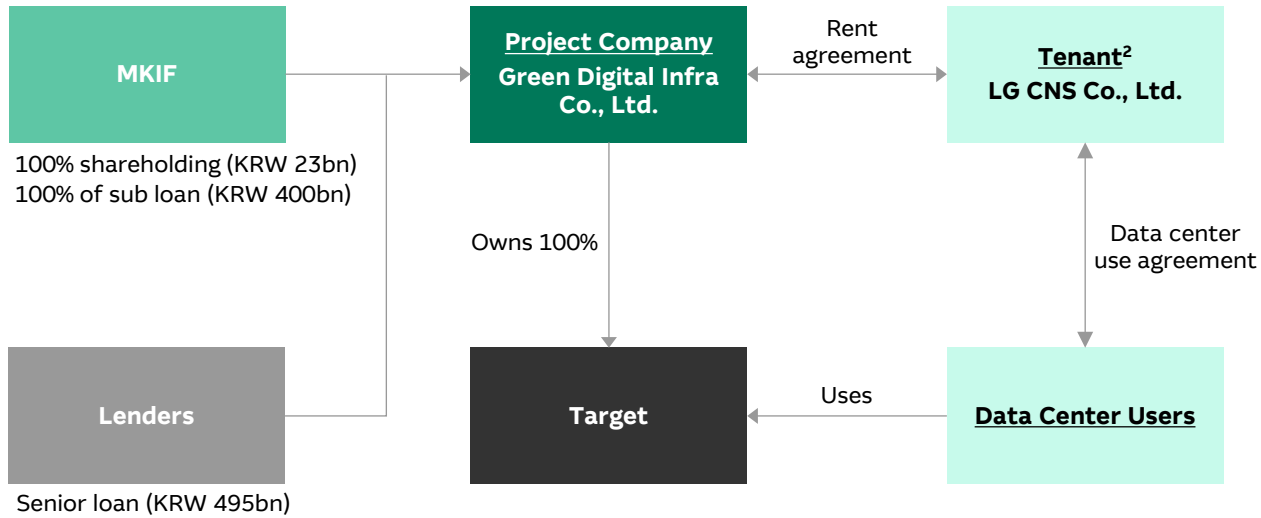 MKIF
100% shareholding (KRW 23bn)
100% of sub loan (KRW 400bn)
Project Company
Green Digital Infra
Co., Ltd.
Rent
agreement
Tenant²
LG CNS Co., Ltd.
Owns 100%
Data center
use agreement
Lenders
Senior loan (KRW 495bn)
Target
Uses
Data Center Users